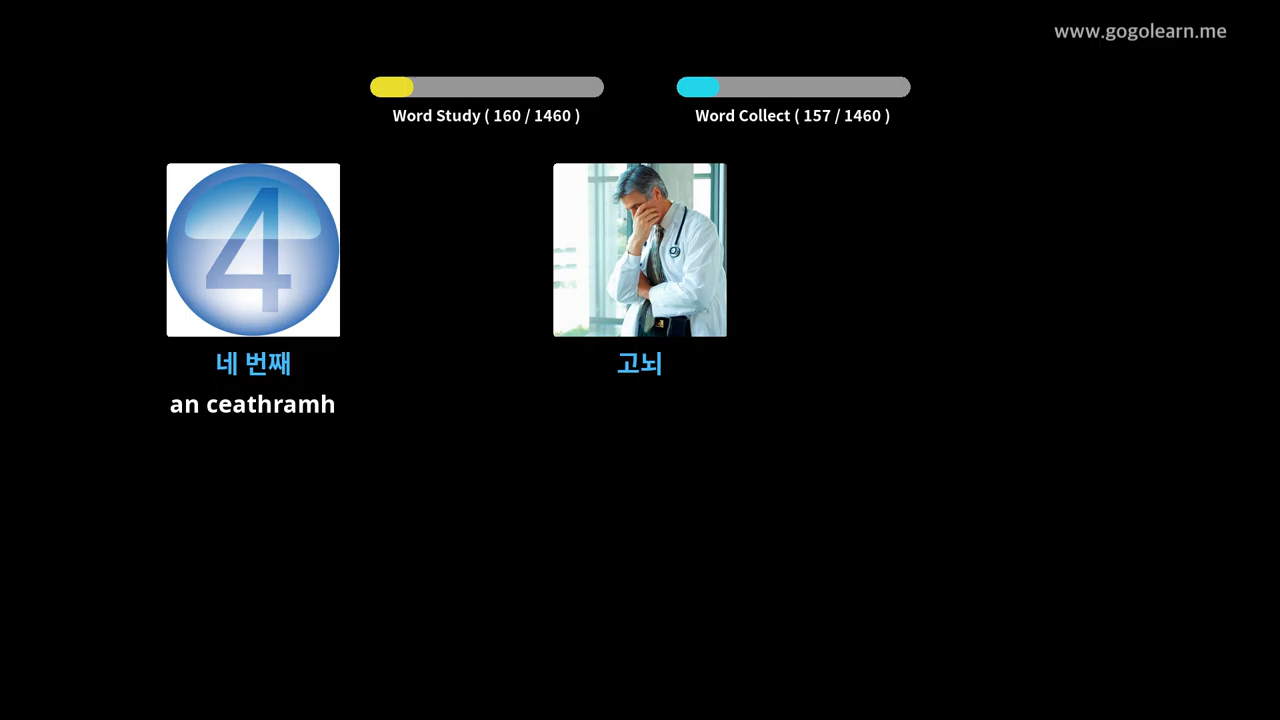 www.gogolearn.me
Word Study ( 160 / 1460 )
Word Collect ( 157 / 1460 )
4
네 번째
고뇌
an ceathramh